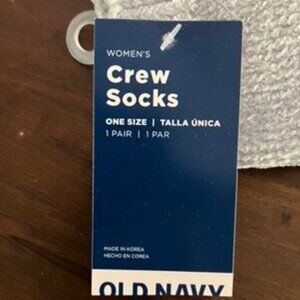 WOMEN'S
Crew
Socks
ONE SIZE | TALLA ÚNICA
1 PAIR | 1 PAR
MADE IN KOREA
HECHO EN COREA
OLD NAVY